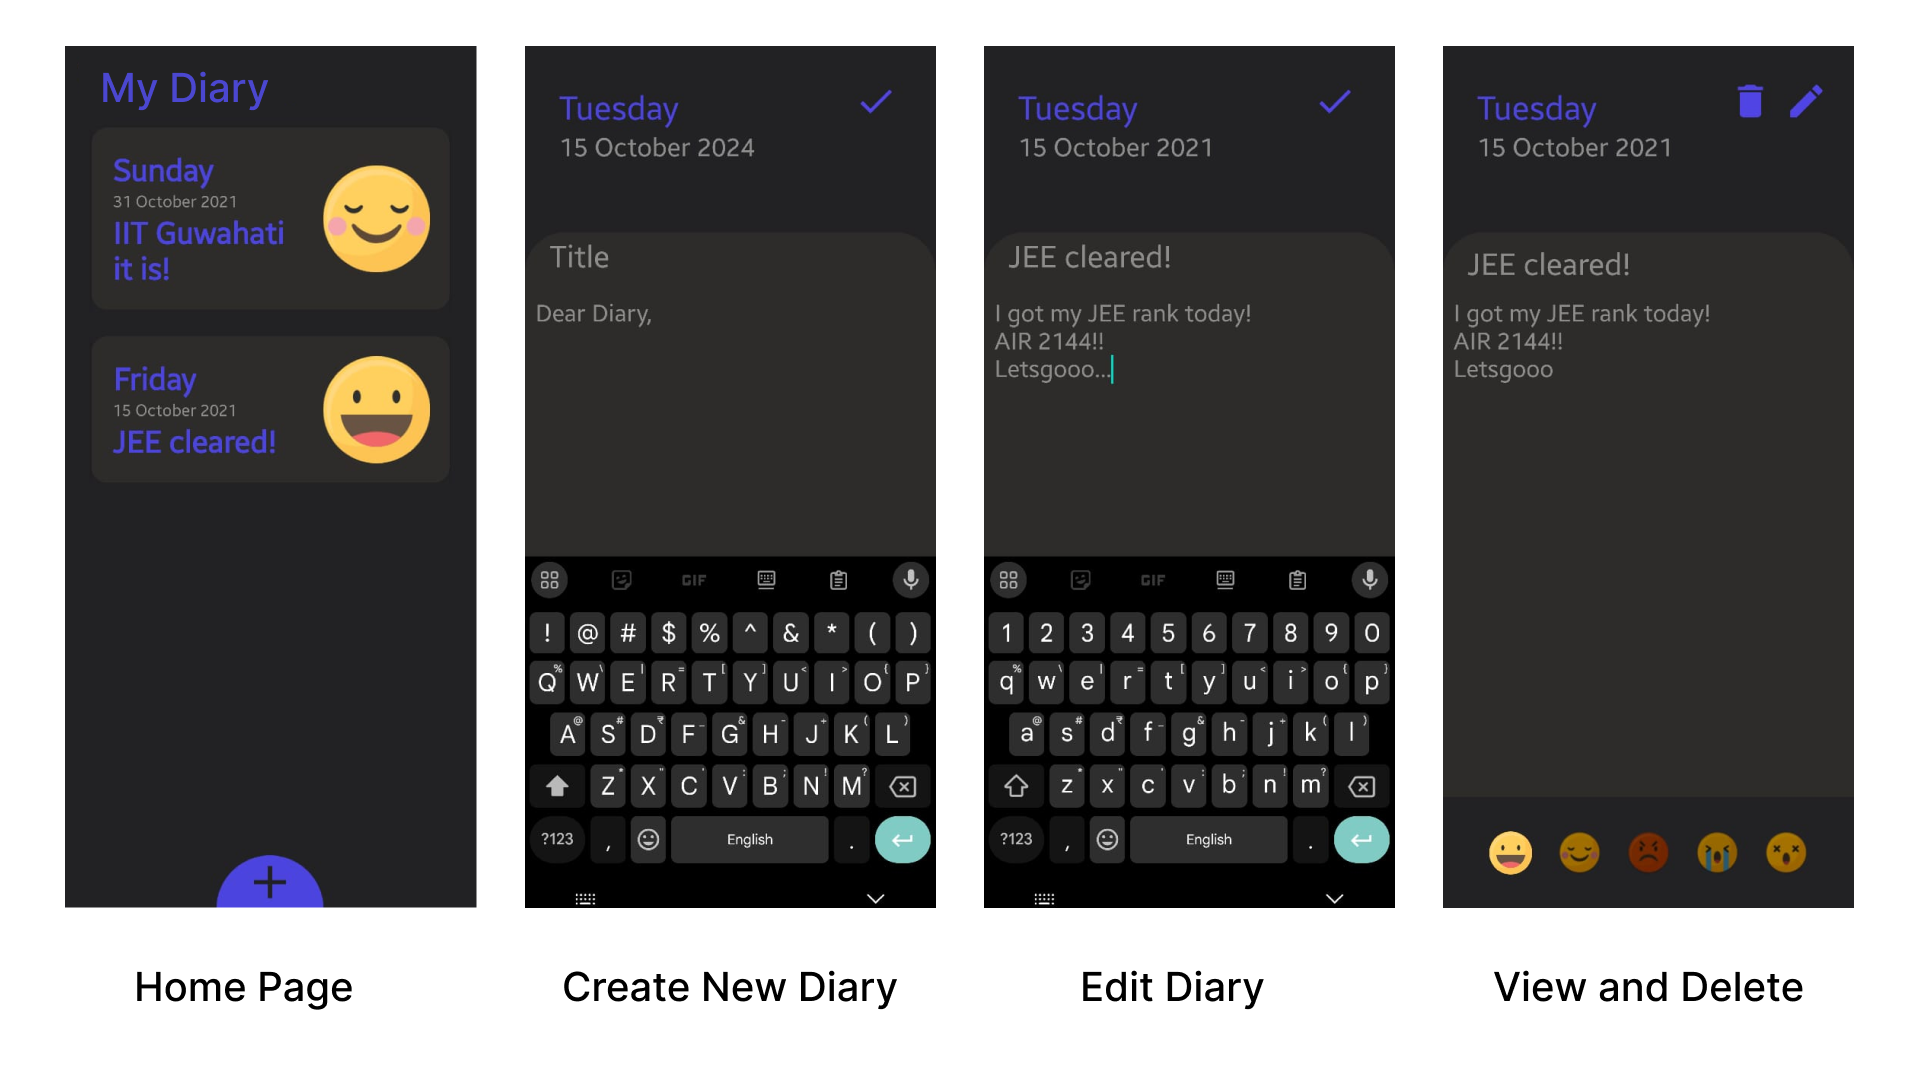 My Diary
Sunday
31 October 2021
IIT Guwahati
it is!
Friday
15 October 2021
JEE cleared!
Home Page
Tuesday
15 October 2024
Title
Dear Diary,
GIF
! @ # $ % ^ & * ( )
Q% W\ E| R= T[ Y] U< I> O{ P}
A@ S# D₹ F_ G& H- J+ K( L)
Z* X" C' V: B; N! M?
?123 , English .
Create New Diary
Tuesday
15 October 2021
JEE cleared!
I got my JEE rank today!
AIR 2144!!
Letsgooo...
GIF
1 2 3 4 5 6 7 8 9 0
q% w\ e| r= t[ y] u< i> o{ p}
a@ s# d₹ f_ g& h- j+ k( l)
z* x" c' v: b; n! m?
?123 , English .
Edit Diary
Tuesday
15 October 2021
JEE cleared!
I got my JEE rank today!
AIR 2144!!
Letsgooo
View and Delete